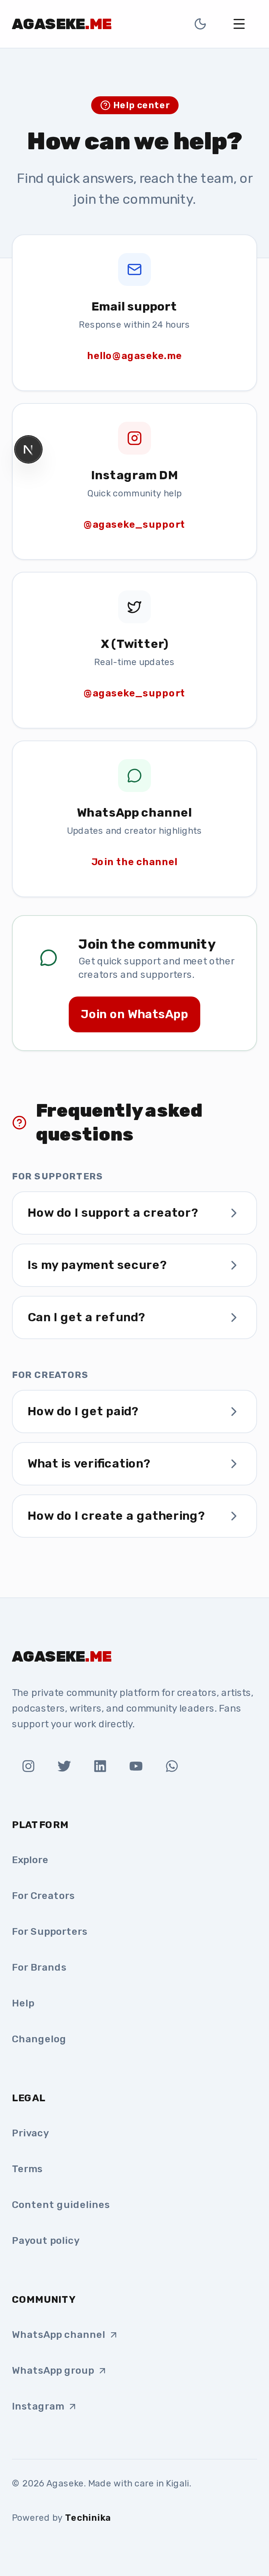 AGASEKE.ME
Help center
How can we help?
Find quick answers, reach the team, or
join the community.
Email support
Response within 24 hours
hello@agaseke.me
Instagram DM
Quick community help
@agaseke_support
X (Twitter)
Real-time updates
@agaseke_support
WhatsApp channel
Updates and creator highlights
Join the channel
Join the community
Get quick support and meet other
creators and supporters.
Join on WhatsApp
Frequently asked
questions
FOR SUPPORTERS
How do I support a creator?
Is my payment secure?
Can I get a refund?
FOR CREATORS
How do I get paid?
What is verification?
How do I create a gathering?
AGASEKE.ME
The private community platform for creators, artists,
podcasters, writers, and community leaders. Fans
support your work directly.
PLATFORM
Explore
For Creators
For Supporters
For Brands
Help
Changelog
LEGAL
Privacy
Terms
Content guidelines
Payout policy
COMMUNITY
WhatsApp channel
WhatsApp group
Instagram
© 2026 Agaseke. Made with care in Kigali.
Powered by Techinika